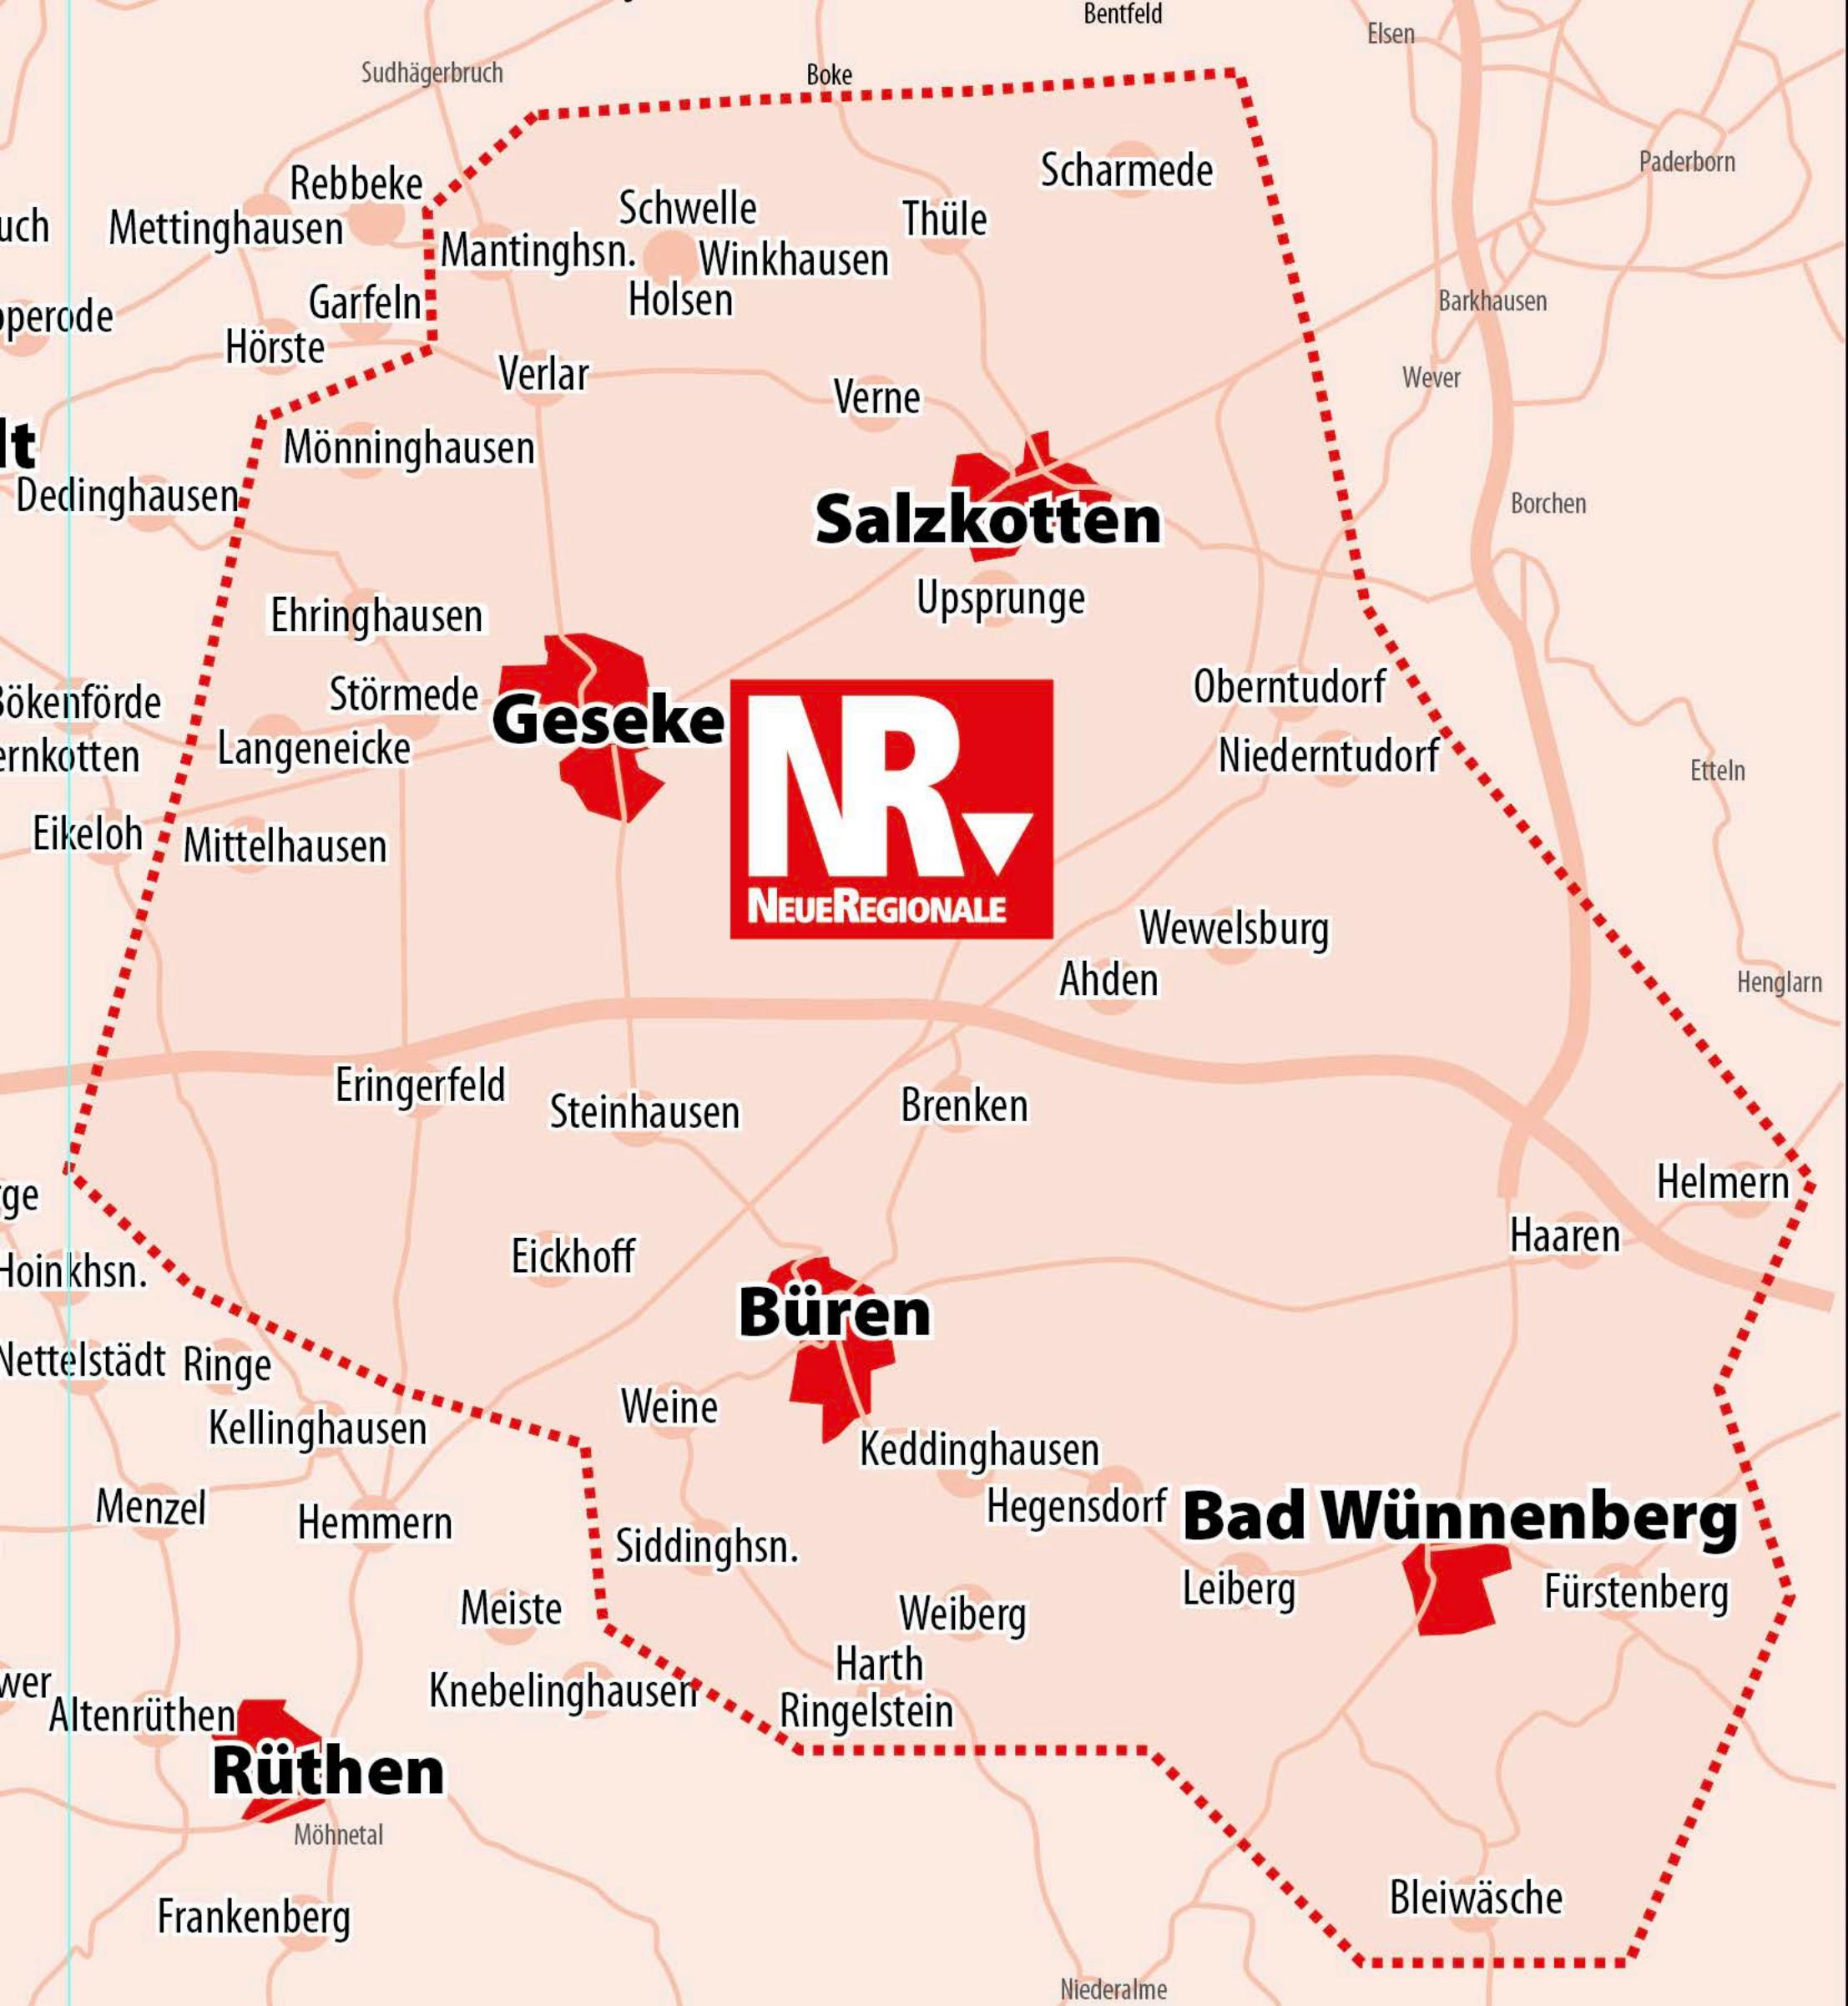 Bentfeld
Elsen
Sudhägerbruch
Boke
Paderborn
Scharmede
Rebbeke
Schwelle
Thüle
Mettinghausen
Mantinghsn.
Winkhausen
Holsen
Garfeln
Barkhausen
Hörste
Verlar
Wever
Verne
Mönninghausen
Dedinghausen
Borchen
Salzkotten
Upsprunge
Ehringhausen
Oberntudorf
Störmede
Geseke
Langeneicke
Niederntudorf
Etteln
NR
NEUEREGIONALE
Eikeloh
Mittelhausen
Wewelsburg
Ahden
Henglarn
Eringerfeld
Steinhausen
Brenken
Helmern
Haaren
Eickhoff
Hoinkhsn.
Büren
Nettelstädt
Ringe
Weine
Kellinghausen
Keddinghausen
Menzel
Hegensdorf
Bad Wünnenberg
Hemmern
Siddinghsn.
Leiberg
Fürstenberg
Meiste
Weiberg
Harth
Ringelstein
Knebelinghausen
Altenrüthen
Rüthen
Möhnetal
Bleiwäsche
Frankenberg
Niederalme